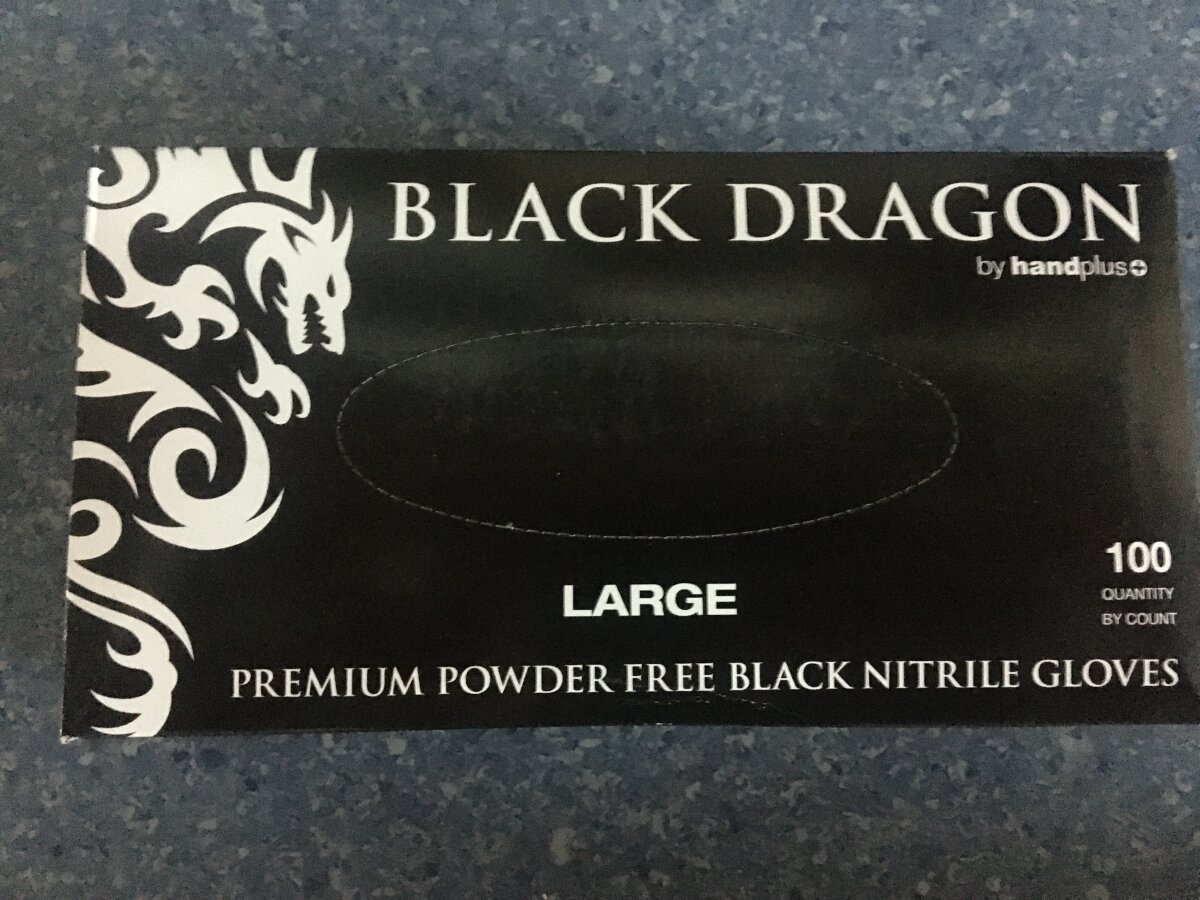 BLACK DRAGON
by handplus
LARGE
100
QUANTITY
BY COUNT
PREMIUM POWDER FREE BLACK NITRILE GLOVES